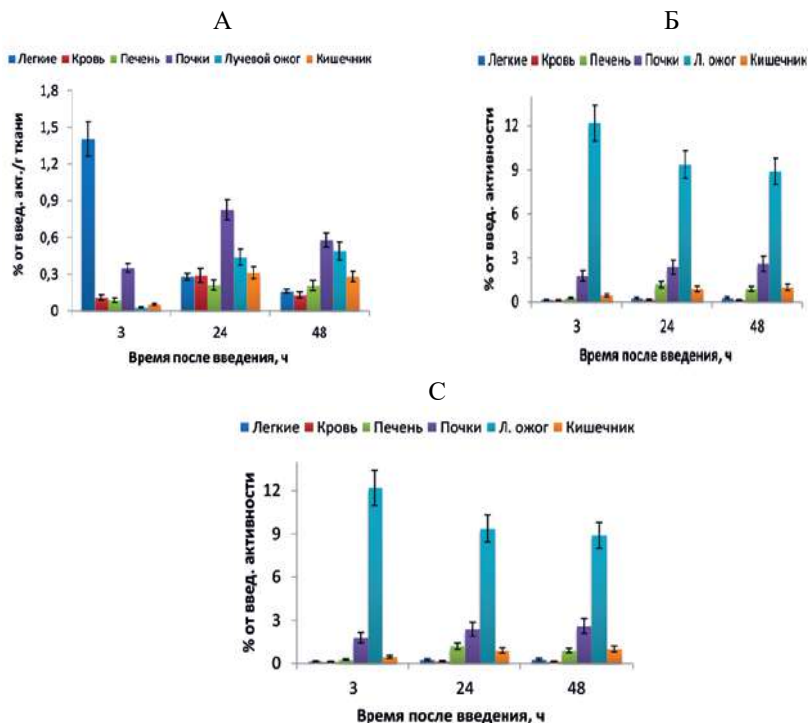 А
Легкие Кровь Печень Почки Лучевой ожог Кишечник
% от введ. акт./г ткани
1,8
1,5
1,2
0,9
0,6
0,3
0
3 24 48
Время после введения, ч
Б
Легкие Кровь Печень Почки Л. ожог Кишечник
% от введ. активности
12
9
6
3
0
3 24 48
Время после введения, ч
С
Легкие Кровь Печень Почки Л. ожог Кишечник
% от введ. активности
12
9
6
3
0
3 24 48
Время после введения, ч